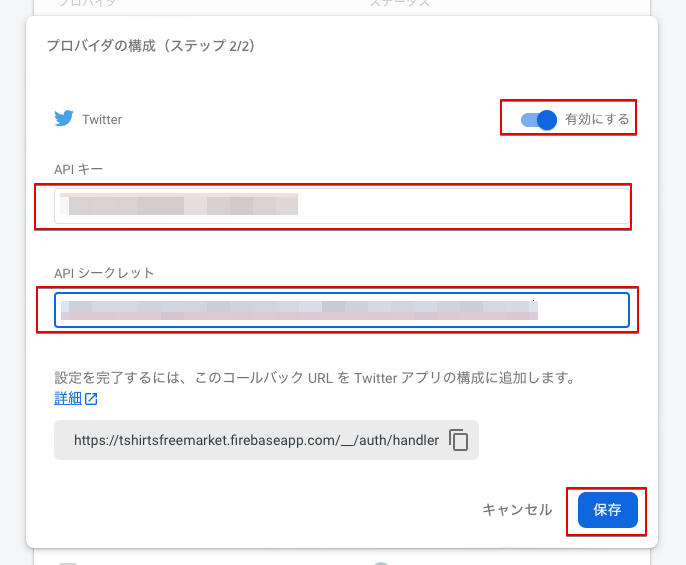 プロバイダ ステータス
プロバイダの構成（ステップ 2/2）
Twitter 有効にする
API キー
API シークレット
設定を完了するには、このコールバック URL を Twitter アプリの構成に追加します。
詳細
https://tshirtsfreemarket.firebaseapp.com/__/auth/handler
キャンセル 保存